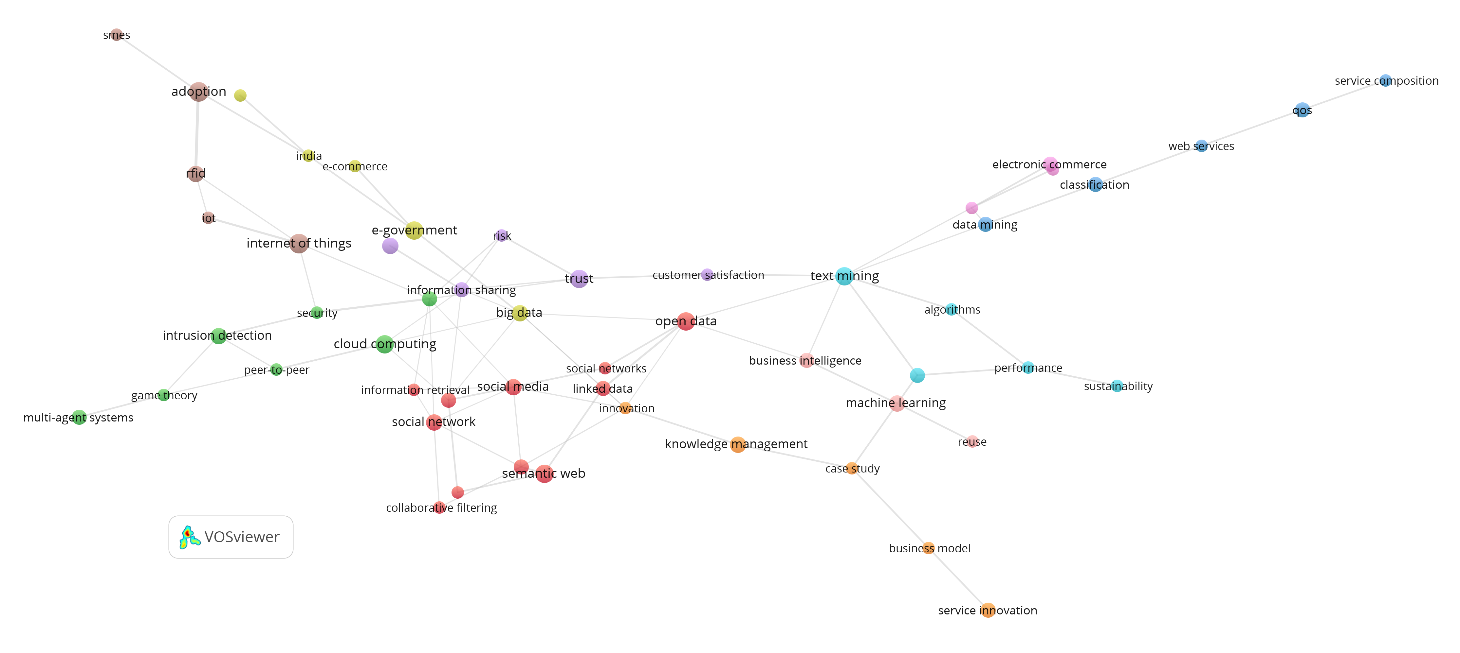 smes
service composition
adoption
qos
web services
india
electronic commerce
e-commerce
rfid
classification
iot
data mining
e-government
risk
internet of things
customer satisfaction
text mining
trust
information sharing
security
big data
algorithms
open data
intrusion detection
cloud computing
business intelligence
social networks
performance
peer-to-peer
sustainability
social media
linked data
information retrieval
game theory
machine learning
innovation
multi-agent systems
social network
knowledge management
reuse
case study
semantic web
collaborative filtering
VOSviewer
business model
service innovation